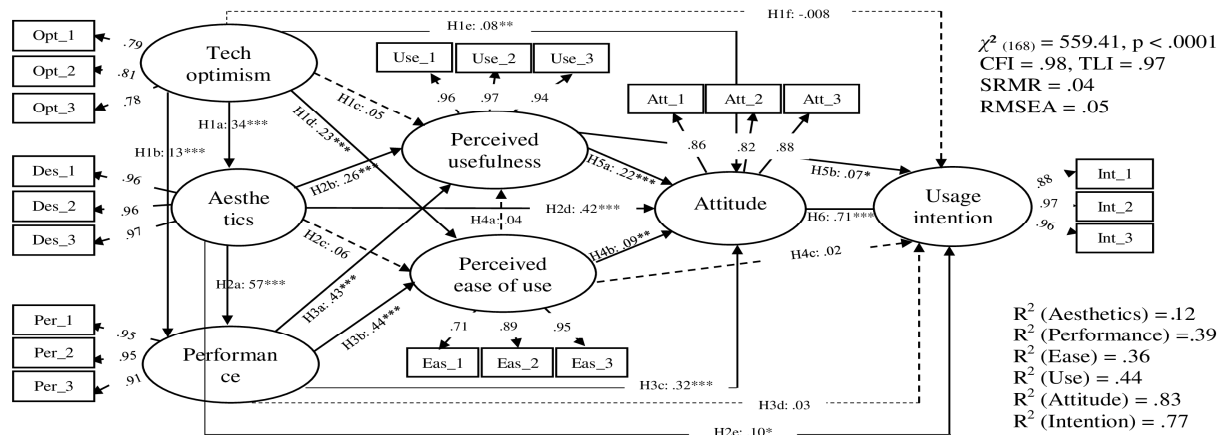 H1f: -.008
H1e: .08**
Opt_1
.79
Tech
optimism
Use_1
Use_2
Use_3
χ² (168) = 559.41, p < .0001
CFI = .98, TLI = .97
SRMR = .04
RMSEA = .05
Opt_2
.81
Opt_3
.78
.96
.97
.94
Att_1
Att_2
Att_3
H1c: .05
H1d: .23***
H1a: 34***
H1b: 13***
Perceived
usefulness
.86
.82
.88
Des_1
.96
Des_2
.96
Des_3
.97
Aesthe
tics
H2b: .26**
H5a: .22***
H5b: .07*
H2d: .42***
H4a: .04
Attitude
H6: .71***
Usage
intention
.88
Int_1
.97
Int_2
.96
Int_3
H2c: .06
H4b: .09**
H4c: .02
Perceived
ease of use
H2a: 57***
H3a: .43***
H3b: .44***
Per_1
.95
Per_2
.95
Per_3
.91
Performan
ce
.71
.89
.95
Eas_1
Eas_2
Eas_3
H3c: .32***
H3d: .03
H2e: .10*
R² (Aesthetics) = .12
R² (Performance) = .39
R² (Ease) = .36
R² (Use) = .44
R² (Attitude) = .83
R² (Intention) = .77